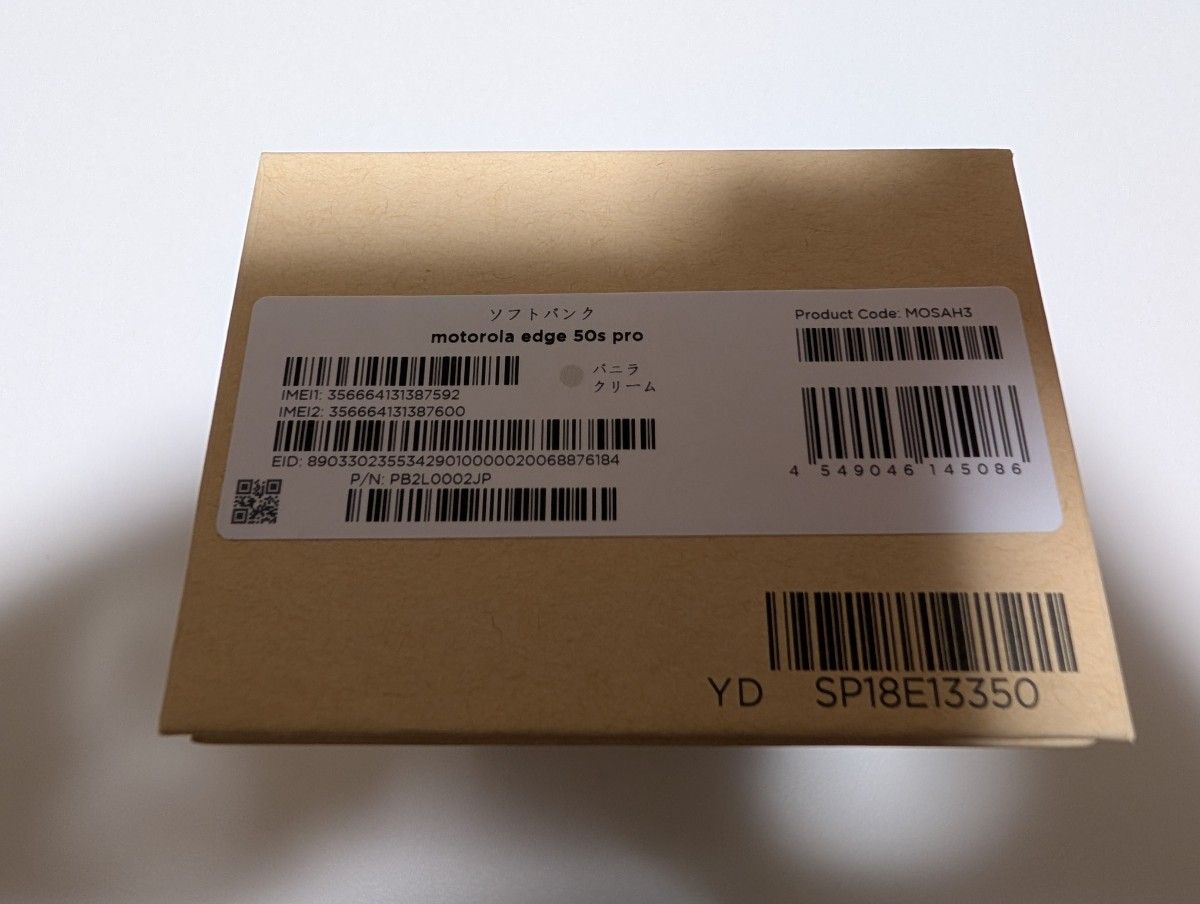 ソフトバンク
motorola edge 50s pro
バニラ
クリーム
IMEI1: 356664131387592
IMEI2: 356664131387600
EID: 89033023553429010000020068876184
P/N: PB2L0002JP
Product Code: MOSAH3
4 549046 145086
YD SP18E13350